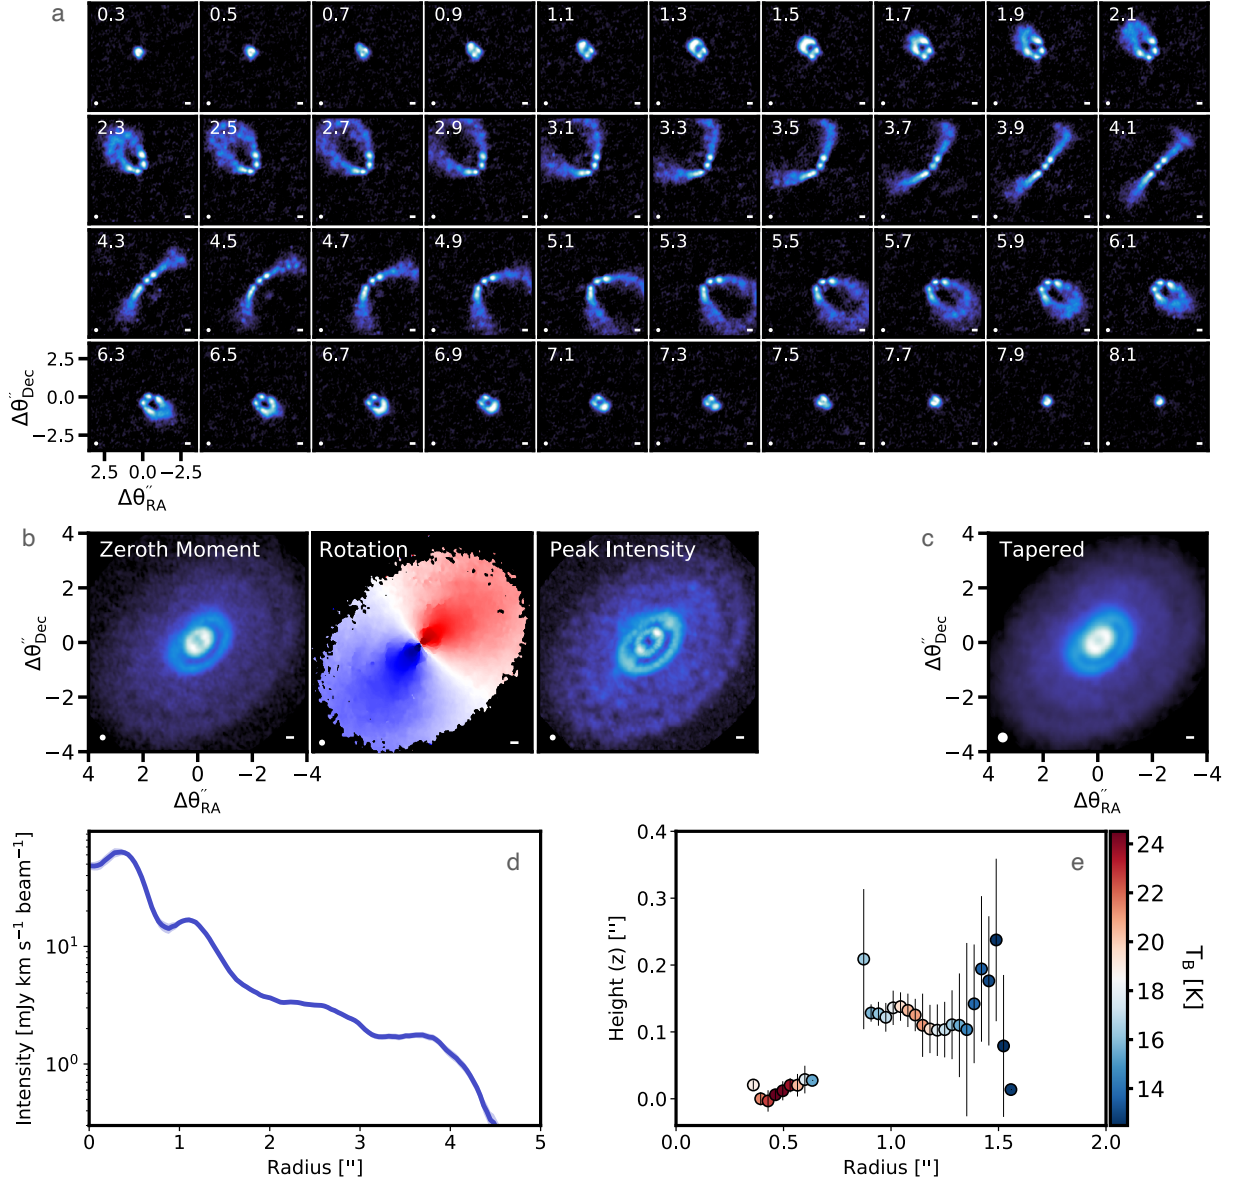 a
0.3 0.5 0.7 0.9 1.1 1.3 1.5 1.7 1.9 2.1
2.3 2.5 2.7 2.9 3.1 3.3 3.5 3.7 3.9 4.1
4.3 4.5 4.7 4.9 5.1 5.3 5.5 5.7 5.9 6.1
6.3 6.5 6.7 6.9 7.1 7.3 7.5 7.7 7.9 8.1
2.5
0.0
−2.5
Δθ″Dec
2.5 0.0 −2.5
Δθ″RA
b
Zeroth Moment Rotation Peak Intensity
4
2
0
−2
−4
Δθ″Dec
4 2 0 −2 −4
Δθ″RA
c
Tapered
4
2
0
−2
−4
Δθ″Dec
4 2 0 −2 −4
Δθ″RA
d
Intensity [mJy km s⁻¹ beam⁻¹]
10¹
10⁰
0 1 2 3 4 5
Radius ["]
e
Height (z) ["]
0.4
0.3
0.2
0.1
0.0
0.0 0.5 1.0 1.5 2.0
Radius ["]
24
22
20
18
16
14
T_B [K]